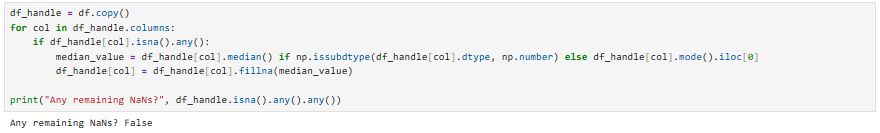 df_handle = df.copy()
for col in df_handle.columns:
    if df_handle[col].isna().any():
        median_value = df_handle[col].median() if np.issubdtype(df_handle[col].dtype, np.number) else df_handle[col].mode().iloc[0]
        df_handle[col] = df_handle[col].fillna(median_value)

print("Any remaining NaNs?", df_handle.isna().any().any())
Any remaining NaNs? False